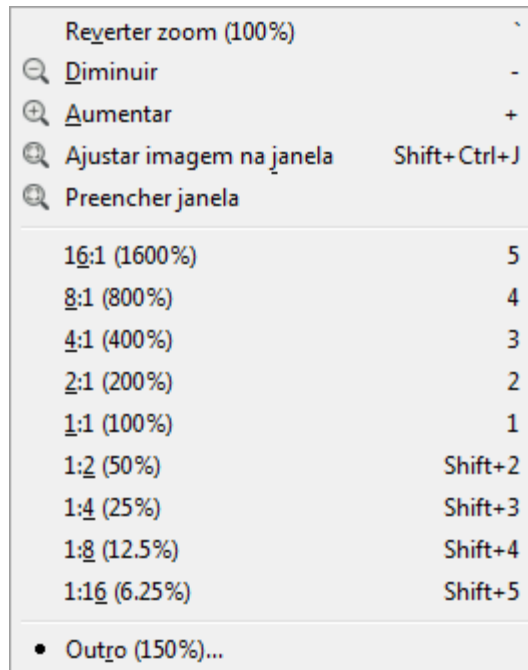 Reverter zoom (100%) `
Diminuir -
Aumentar +
Ajustar imagem na janela Shift+Ctrl+J
Preencher janela
16:1 (1600%) 5
8:1 (800%) 4
4:1 (400%) 3
2:1 (200%) 2
1:1 (100%) 1
1:2 (50%) Shift+2
1:4 (25%) Shift+3
1:8 (12.5%) Shift+4
1:16 (6.25%) Shift+5
Outro (150%)...